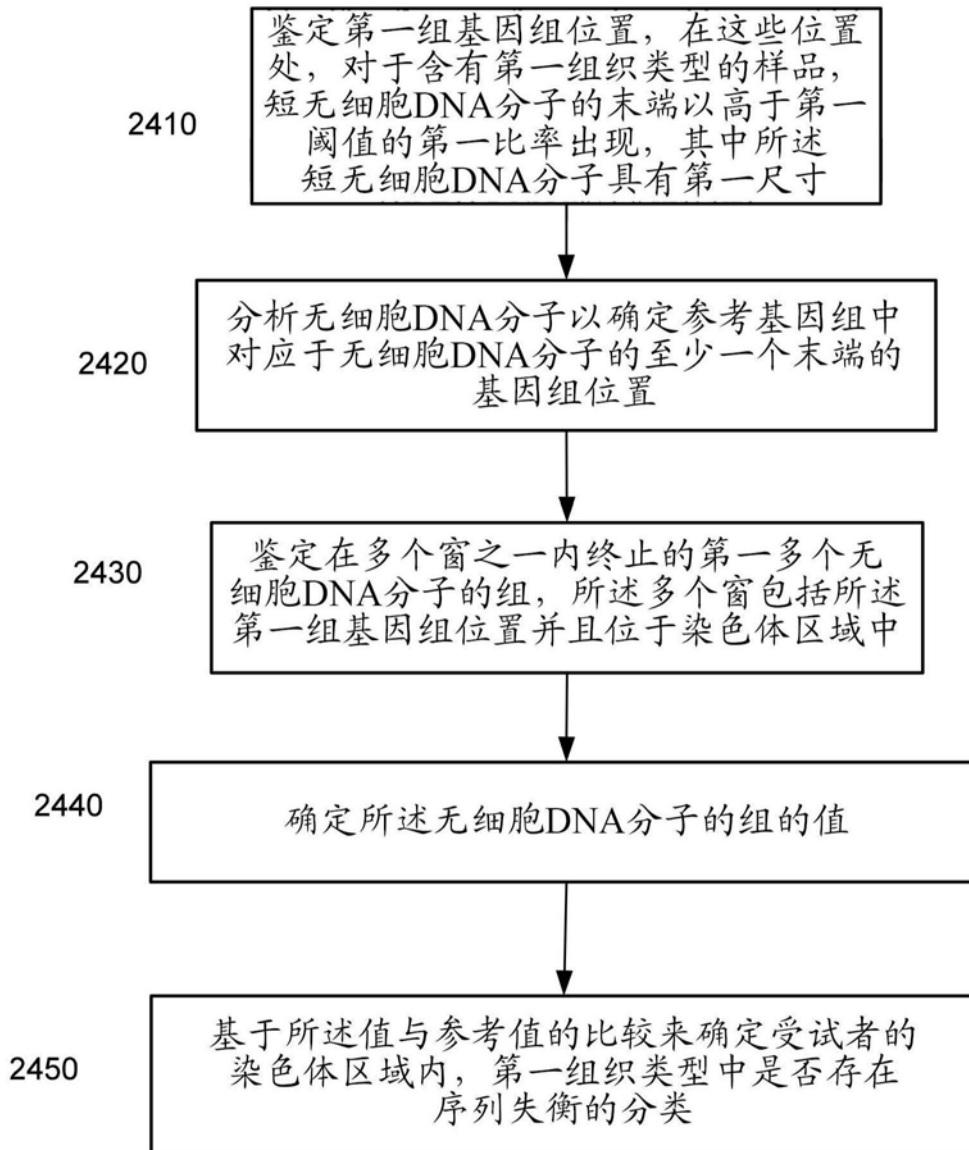 2410
鉴定第一组基因组位置，在这些位置
处，对于含有第一组织类型的样品，
短无细胞DNA分子的末端以高于第一
阈值的第一比率出现，其中所述
短无细胞DNA分子具有第一尺寸
2420
分析无细胞DNA分子以确定参考基因组中
对应于无细胞DNA分子的至少一个末端的
基因组位置
2430
鉴定在多个窗之一内终止的第一多个无
细胞DNA分子的组，所述多个窗包括所述
第一组基因组位置并且位于染色体区域中
2440
确定所述无细胞DNA分子的组的值
2450
基于所述值与参考值的比较来确定受试者的
染色体区域内，第一组织类型中是否存在
序列失衡的分类